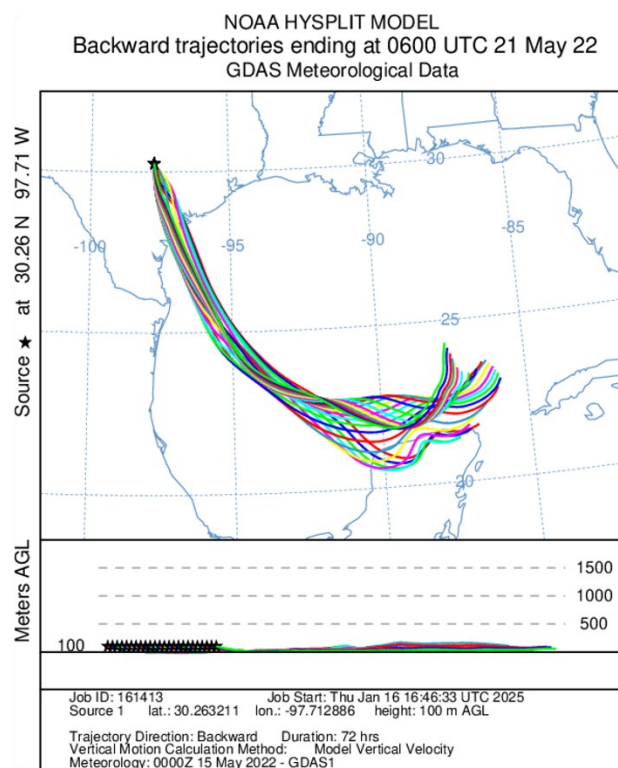 NOAA HYSPLIT MODEL
Backward trajectories ending at 0600 UTC 21 May 22
GDAS Meteorological Data
Source ★ at 30.26 N 97.71 W
30
-100
-95
-90
-85
25
20
Meters AGL
1500
1000
500
100
Job ID: 161413 Job Start: Thu Jan 16 16:46:33 UTC 2025
Source 1 lat.: 30.263211 lon.: -97.712886 height: 100 m AGL
Trajectory Direction: Backward Duration: 72 hrs
Vertical Motion Calculation Method: Model Vertical Velocity
Meteorology: 0000Z 15 May 2022 - GDAS1